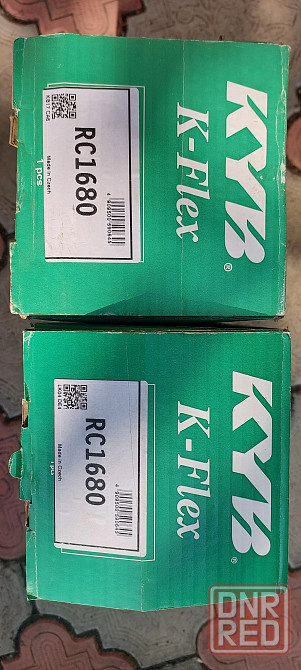 KYB
®
K-Flex
RC1680
Made in Czech
1 pcs
KYB
®
K-Flex
RC1680
Made in Czech
1 pcs
DNR
RED